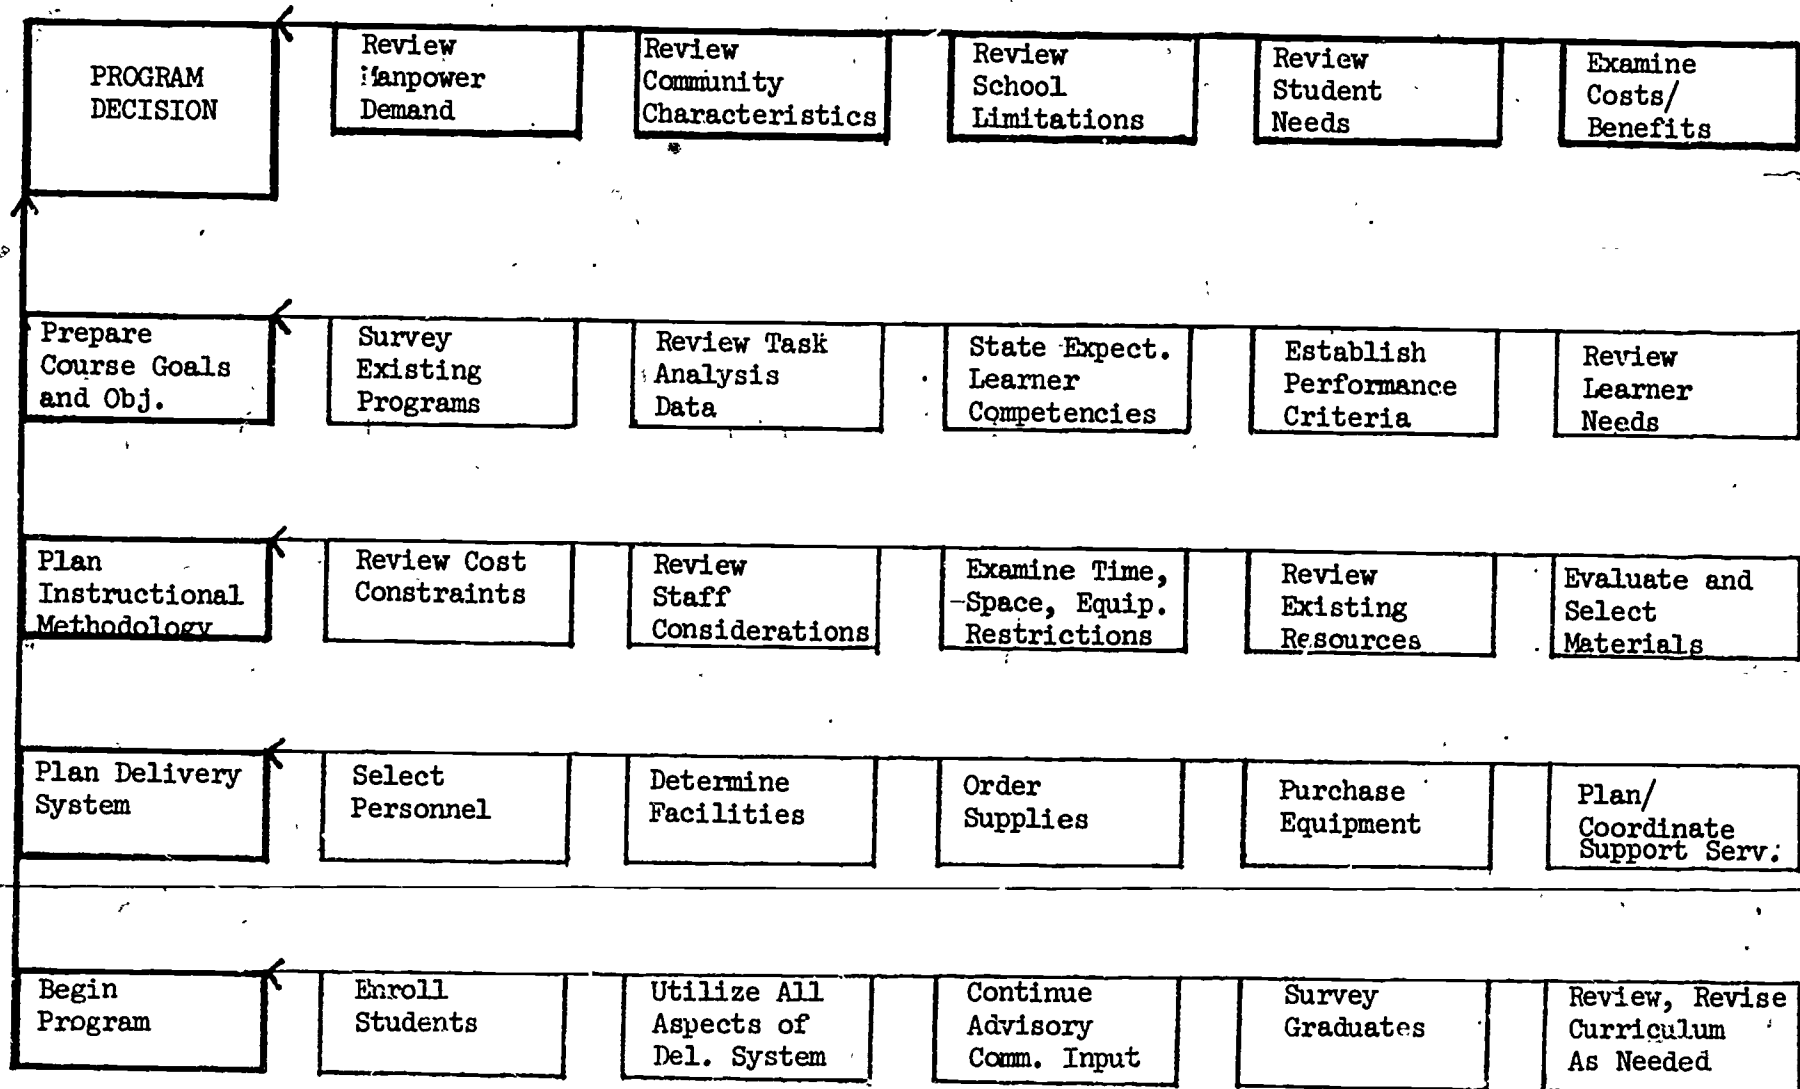 PROGRAM
DECISION
Review
Manpower
Demand
Review
Community
Characteristics
Review
School
Limitations
Review
Student
Needs
Examine
Costs/
Benefits
Prepare
Course Goals
and Obj.
Survey
Existing
Programs
Review Task
Analysis
Data
State Expect.
Learner
Competencies
Establish
Performance
Criteria
Review
Learner
Needs
Plan
Instructional
Methodology
Review Cost
Constraints
Review
Staff
Considerations
Examine Time,
Space, Equip.
Restrictions
Review
Existing
Resources
Evaluate and
Select
Materials
Plan Delivery
System
Select
Personnel
Determine
Facilities
Order
Supplies
Purchase
Equipment
Plan/
Coordinate
Support Serv.
Begin
Program
Enroll
Students
Utilize All
Aspects of
Del. System
Continue
Advisory
Comm. Input
Survey
Graduates
Review, Revise
Curriculum
As Needed